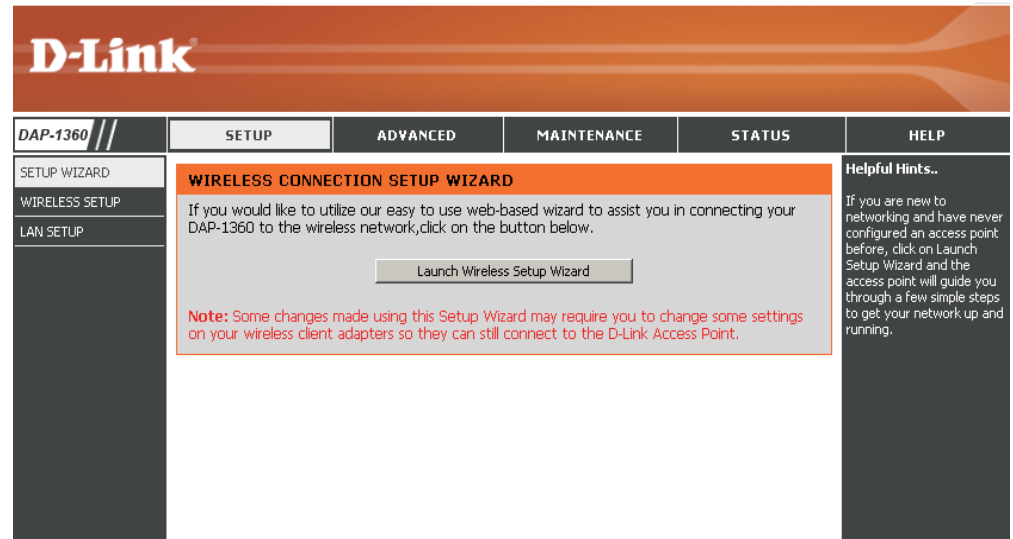 D-Link®
DAP-1360
SETUP
ADVANCED
MAINTENANCE
STATUS
HELP
SETUP WIZARD
WIRELESS SETUP
LAN SETUP
WIRELESS CONNECTION SETUP WIZARD
If you would like to utilize our easy to use web-based wizard to assist you in connecting your
DAP-1360 to the wireless network,click on the button below.
Launch Wireless Setup Wizard
Note: Some changes made using this Setup Wizard may require you to change some settings
on your wireless client adapters so they can still connect to the D-Link Access Point.
Helpful Hints..
If you are new to
networking and have never
configured an access point
before, click on Launch
Setup Wizard and the
access point will guide you
through a few simple steps
to get your network up and
running.